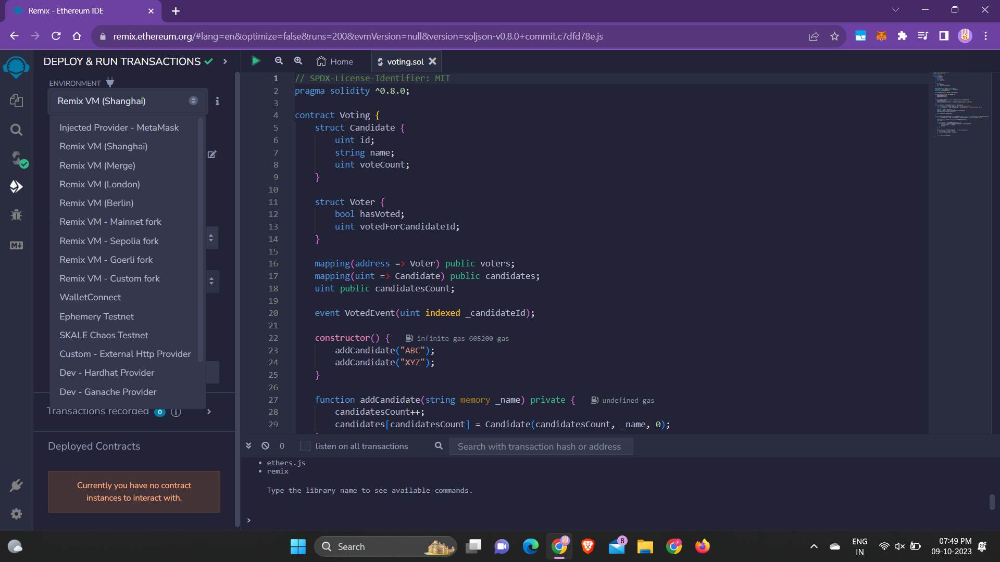 Remix - Ethereum IDE
remix.ethereum.org/#lang=en&optimize=false&runs=200&evmVersion=null&version=soljson-v0.8.0+commit.c7dfd78e.js
DEPLOY & RUN TRANSACTIONS
ENVIRONMENT
Remix VM (Shanghai)
Injected Provider - MetaMask
Remix VM (Shanghai)
Remix VM (Merge)
Remix VM (London)
Remix VM (Berlin)
Remix VM - Mainnet fork
Remix VM - Sepolia fork
Remix VM - Goerli fork
Remix VM - Custom fork
WalletConnect
Ephemery Testnet
SKALE Chaos Testnet
Custom - External Http Provider
Dev - Hardhat Provider
Dev - Ganache Provider
Transactions recorded 0 i
Deployed Contracts
Currently you have no contract
instances to interact with.
Home
voting.sol
1 // SPDX-License-Identifier: MIT
2 pragma solidity ^0.8.0;
3
4 contract Voting {
5 struct Candidate {
6 uint id;
7 string name;
8 uint voteCount;
9 }
10
11 struct Voter {
12 bool hasVoted;
13 uint votedForCandidateId;
14 }
15
16 mapping(address => Voter) public voters;
17 mapping(uint => Candidate) public candidates;
18 uint public candidatesCount;
19
20 event VotedEvent(uint indexed _candidateId);
21
22 constructor() { infinite gas 605200 gas
23 addCandidate("ABC");
24 addCandidate("XYZ");
25 }
26
27 function addCandidate(string memory _name) private { undefined gas
28 candidatesCount++;
29 candidates[candidatesCount] = Candidate(candidatesCount, _name, 0);
0 listen on all transactions Search with transaction hash or address
• ethers.js
• remix
Type the library name to see available commands.
>
Search
8
F
ENG
IN
07:49 PM
09-10-2023